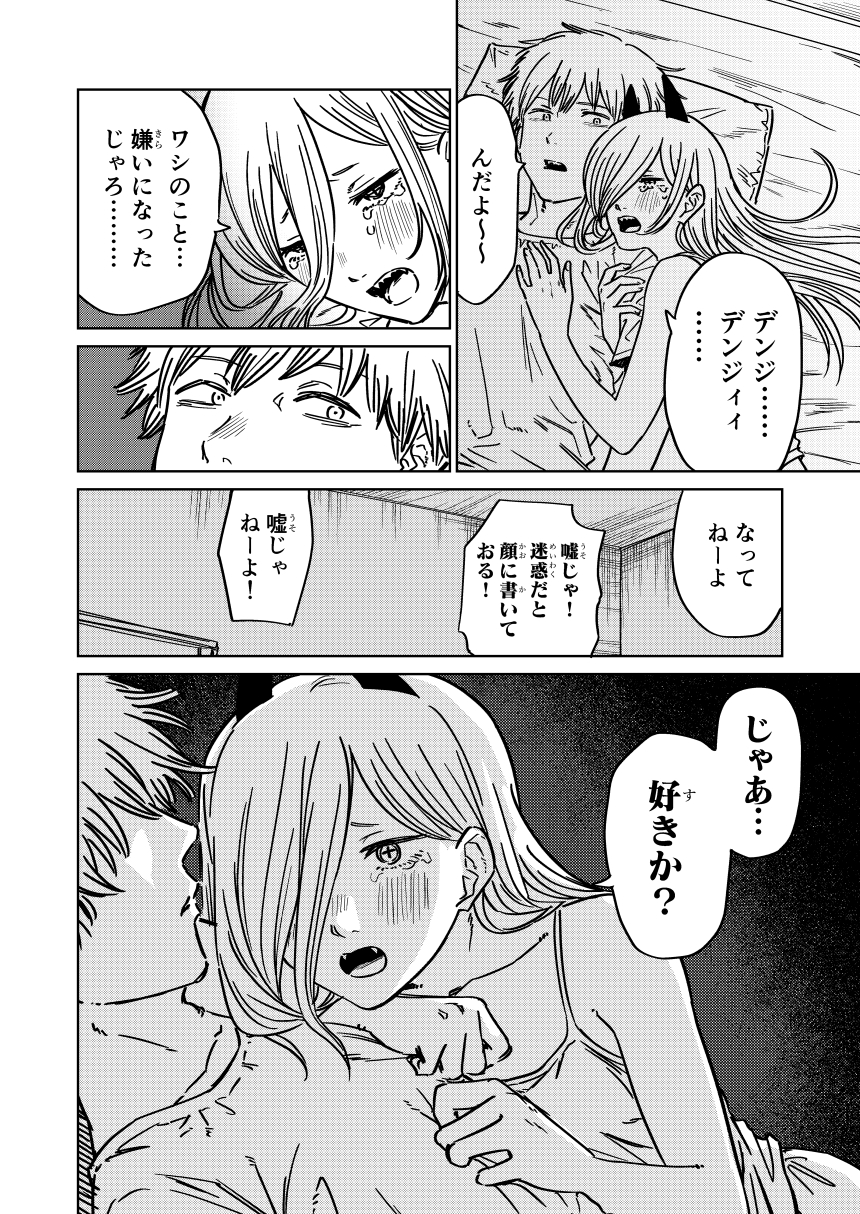 デンジ……
デンジィィ
……
んだよ～～
ワシのこと…
嫌いになった
じゃろ………
なって
ねーよ
嘘じゃ！
迷惑だと
顔に書いて
おる！
嘘じゃ
ねーよ！
じゃあ…
好きか？